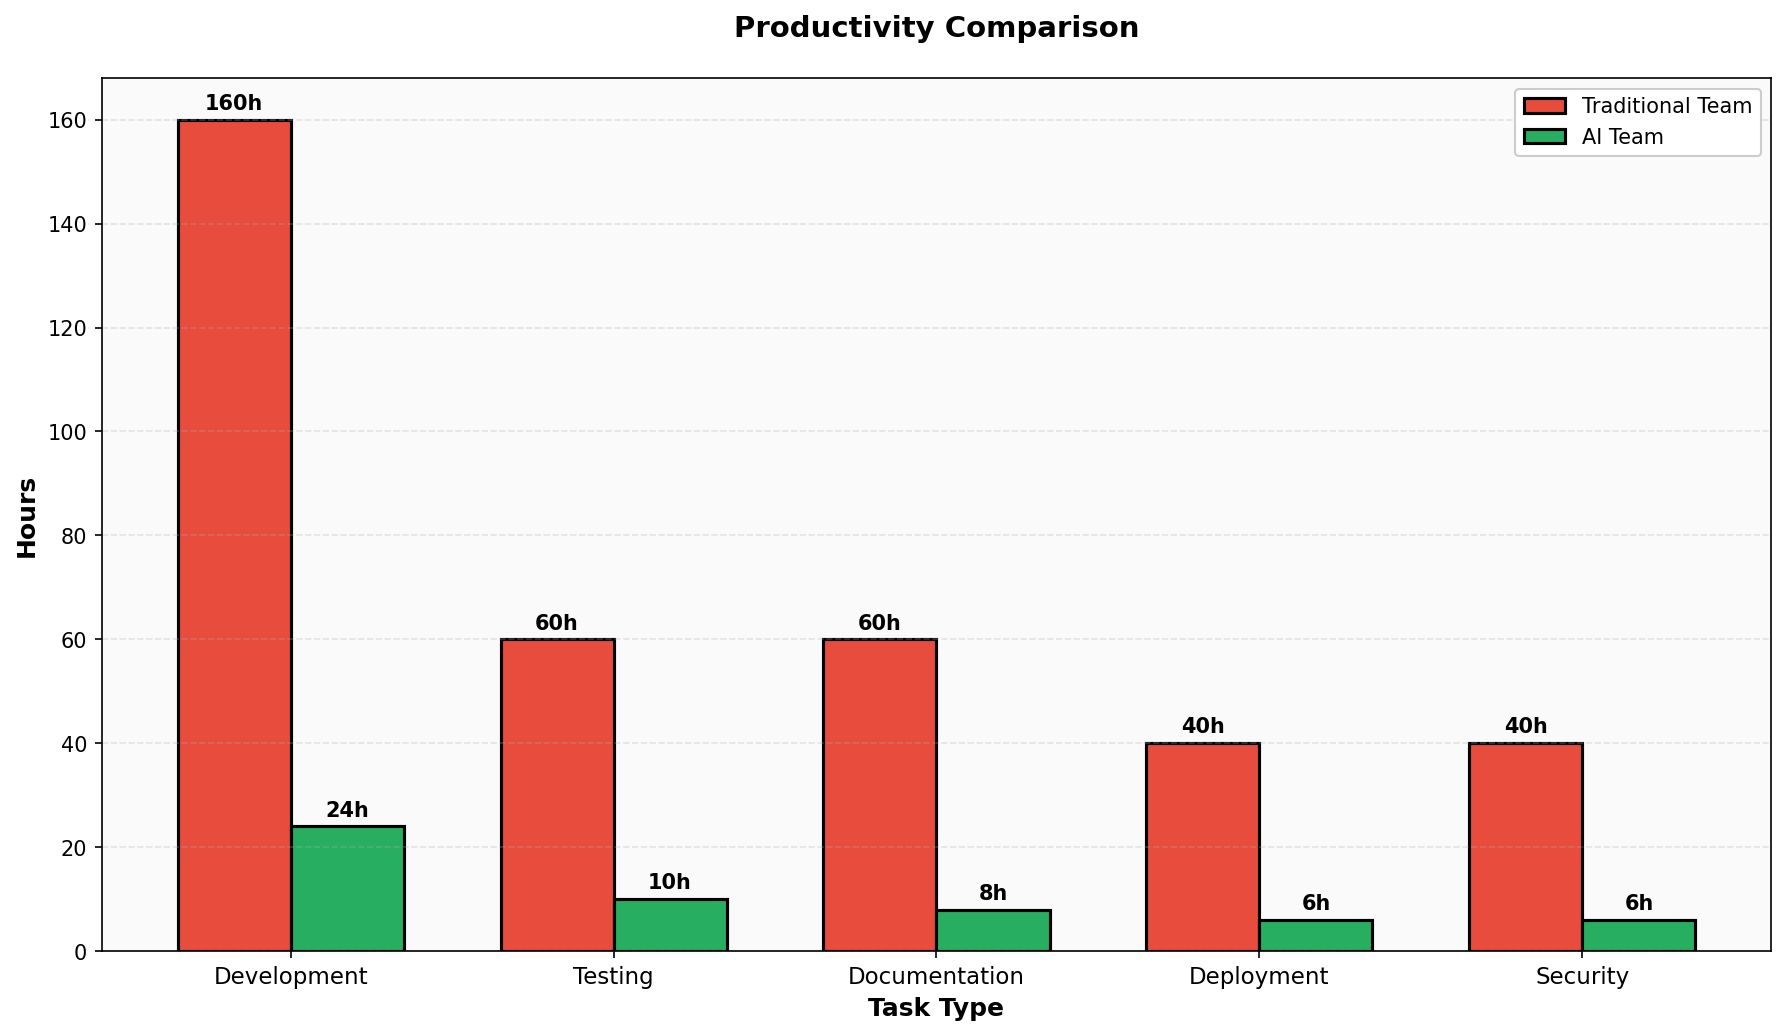 Productivity Comparison
Traditional Team
AI Team
Hours
160
140
120
100
80
60
40
20
0
160h
24h
60h
10h
60h
8h
40h
6h
40h
6h
Development
Testing
Documentation
Deployment
Security
Task Type